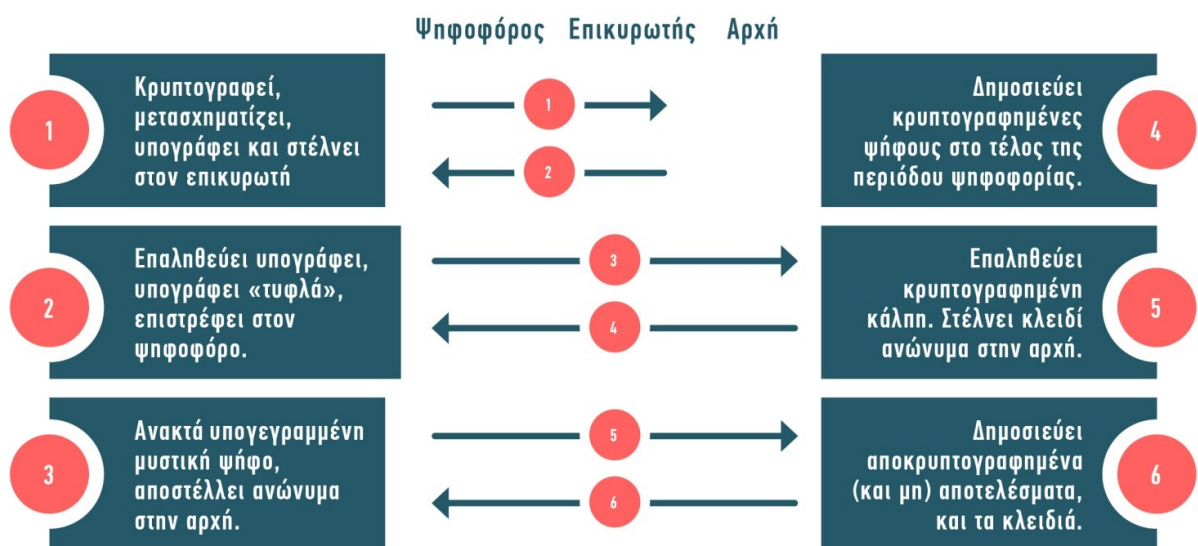 Ψηφοφόρος Επικυρωτής Αρχή
1
Κρυπτογραφεί,
μετασχηματίζει,
υπογράφει και στέλνει
στον επικυρωτή
1
2
Δημοσιεύει
κρυπτογραφημένες
ψήφους στο τέλος της
περιόδου ψηφοφορίας.
4
2
Επαληθεύει υπογράφει,
υπογράφει «τυφλά»,
επιστρέφει στον
ψηφοφόρο.
3
4
Επαληθεύει
κρυπτογραφημένη
κάλπη. Στέλνει κλειδί
ανώνυμα στην αρχή.
5
3
Ανακτά υπογεγραμμένη
μυστική ψήφο,
αποστέλλει ανώνυμα
στην αρχή.
5
6
Δημοσιεύει
αποκρυπτογραφημένα
(και μη) αποτελέσματα,
και τα κλειδιά.
6